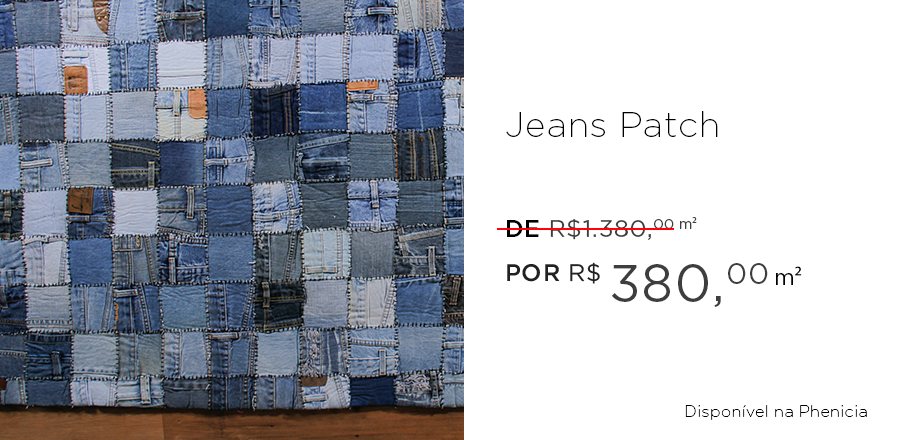 Jeans Patch
DE R$1.380,00 m²
POR R$ 380,00 m²
Disponível na Phenicia